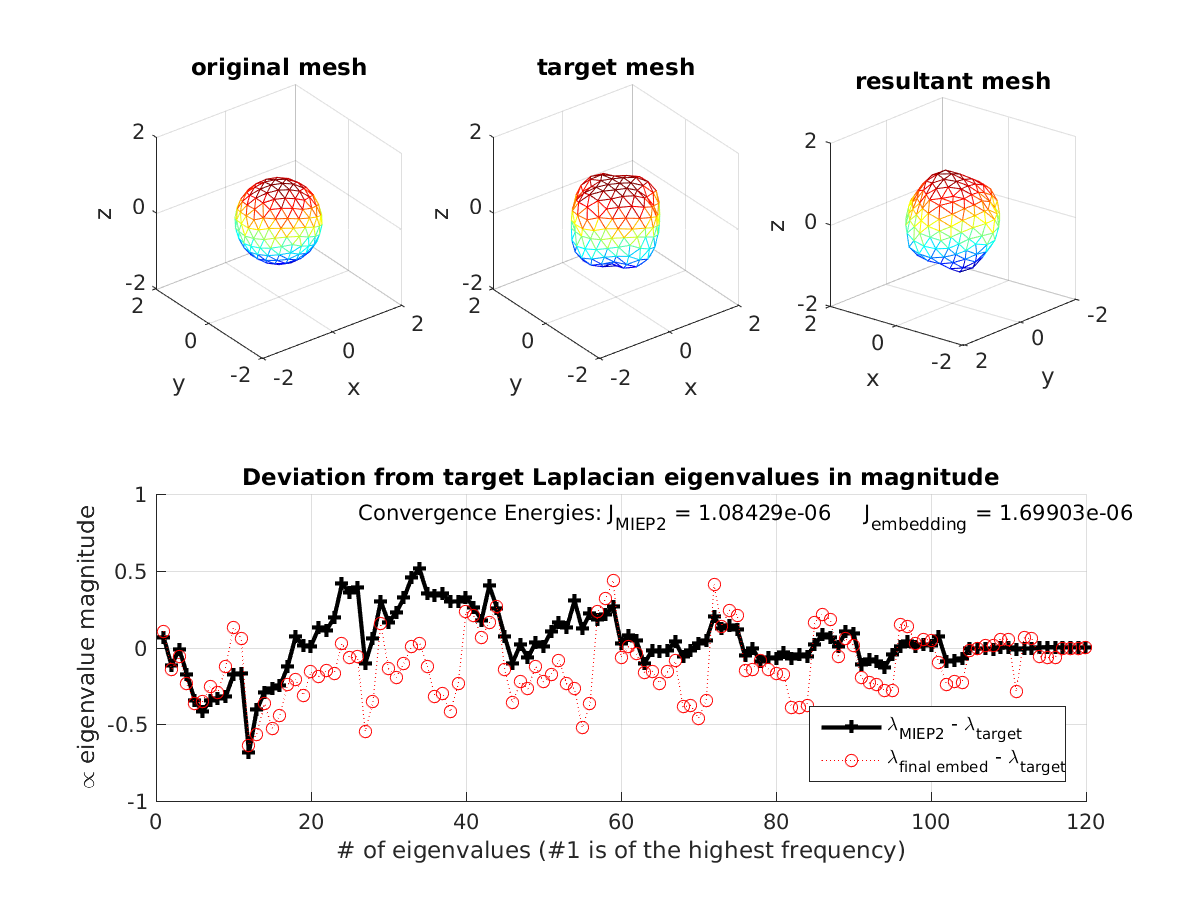 original mesh
target mesh
resultant mesh
2
0
-2
z
2
0
-2
y
-2
0
2
x
2
0
-2
z
2
0
-2
y
-2
0
2
x
2
0
-2
z
2
0
-2
x
2
0
-2
y
Deviation from target Laplacian eigenvalues in magnitude
Convergence Energies: J_MIEP2 = 1.08429e-06 J_embedding = 1.69903e-06
1
0.5
0
-0.5
-1
∝ eigenvalue magnitude
λ_MIEP2 - λ_target
λ_final embed - λ_target
0 20 40 60 80 100 120
# of eigenvalues (#1 is of the highest frequency)